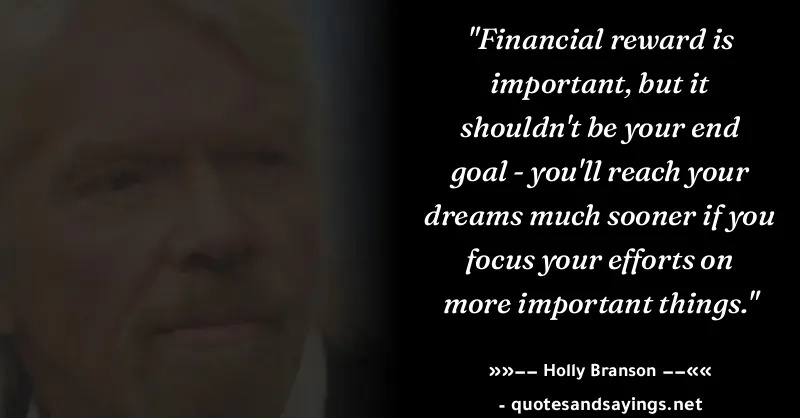 "Financial reward is
important, but it
shouldn't be your end
goal - you'll reach your
dreams much sooner if you
focus your efforts on
more important things."
»»−− Holly Branson −−««
- quotesandsayings.net